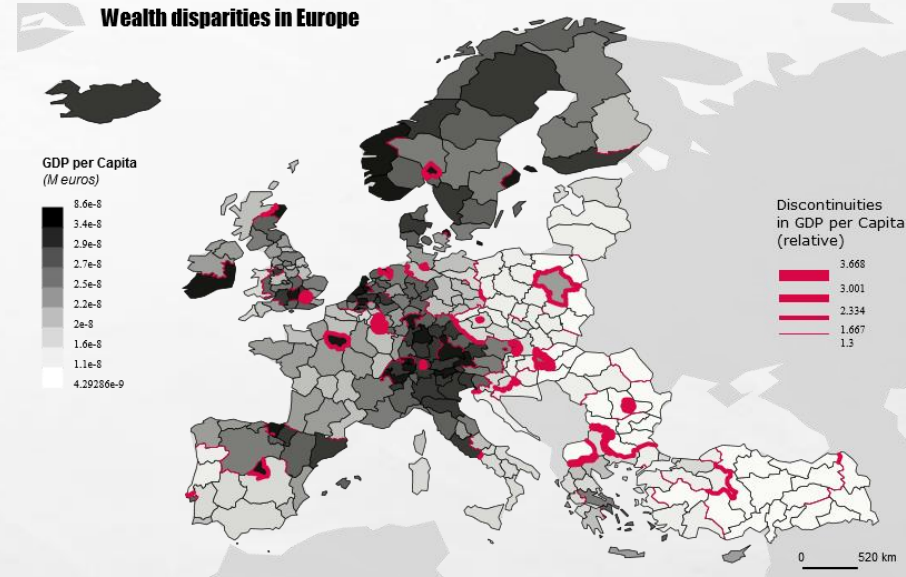 Wealth disparities in Europe
GDP per Capita
(M euros)
8.6e-8
3.4e-8
2.9e-8
2.7e-8
2.5e-8
2.2e-8
2e-8
1.6e-8
1.1e-8
4.29286e-9
Discontinuities
in GDP per Capita
(relative)
3.668
3.001
2.334
1.667
1.3
0 520 km